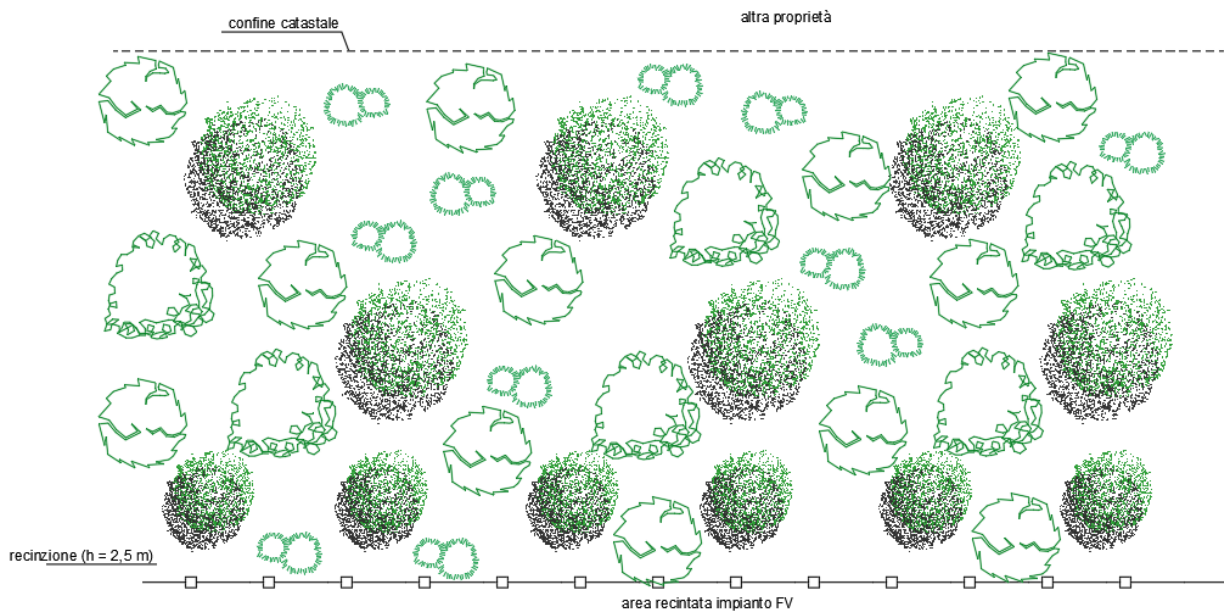 altra proprietà
confine catastale
recinzione (h = 2,5 m)
area recintata impianto FV